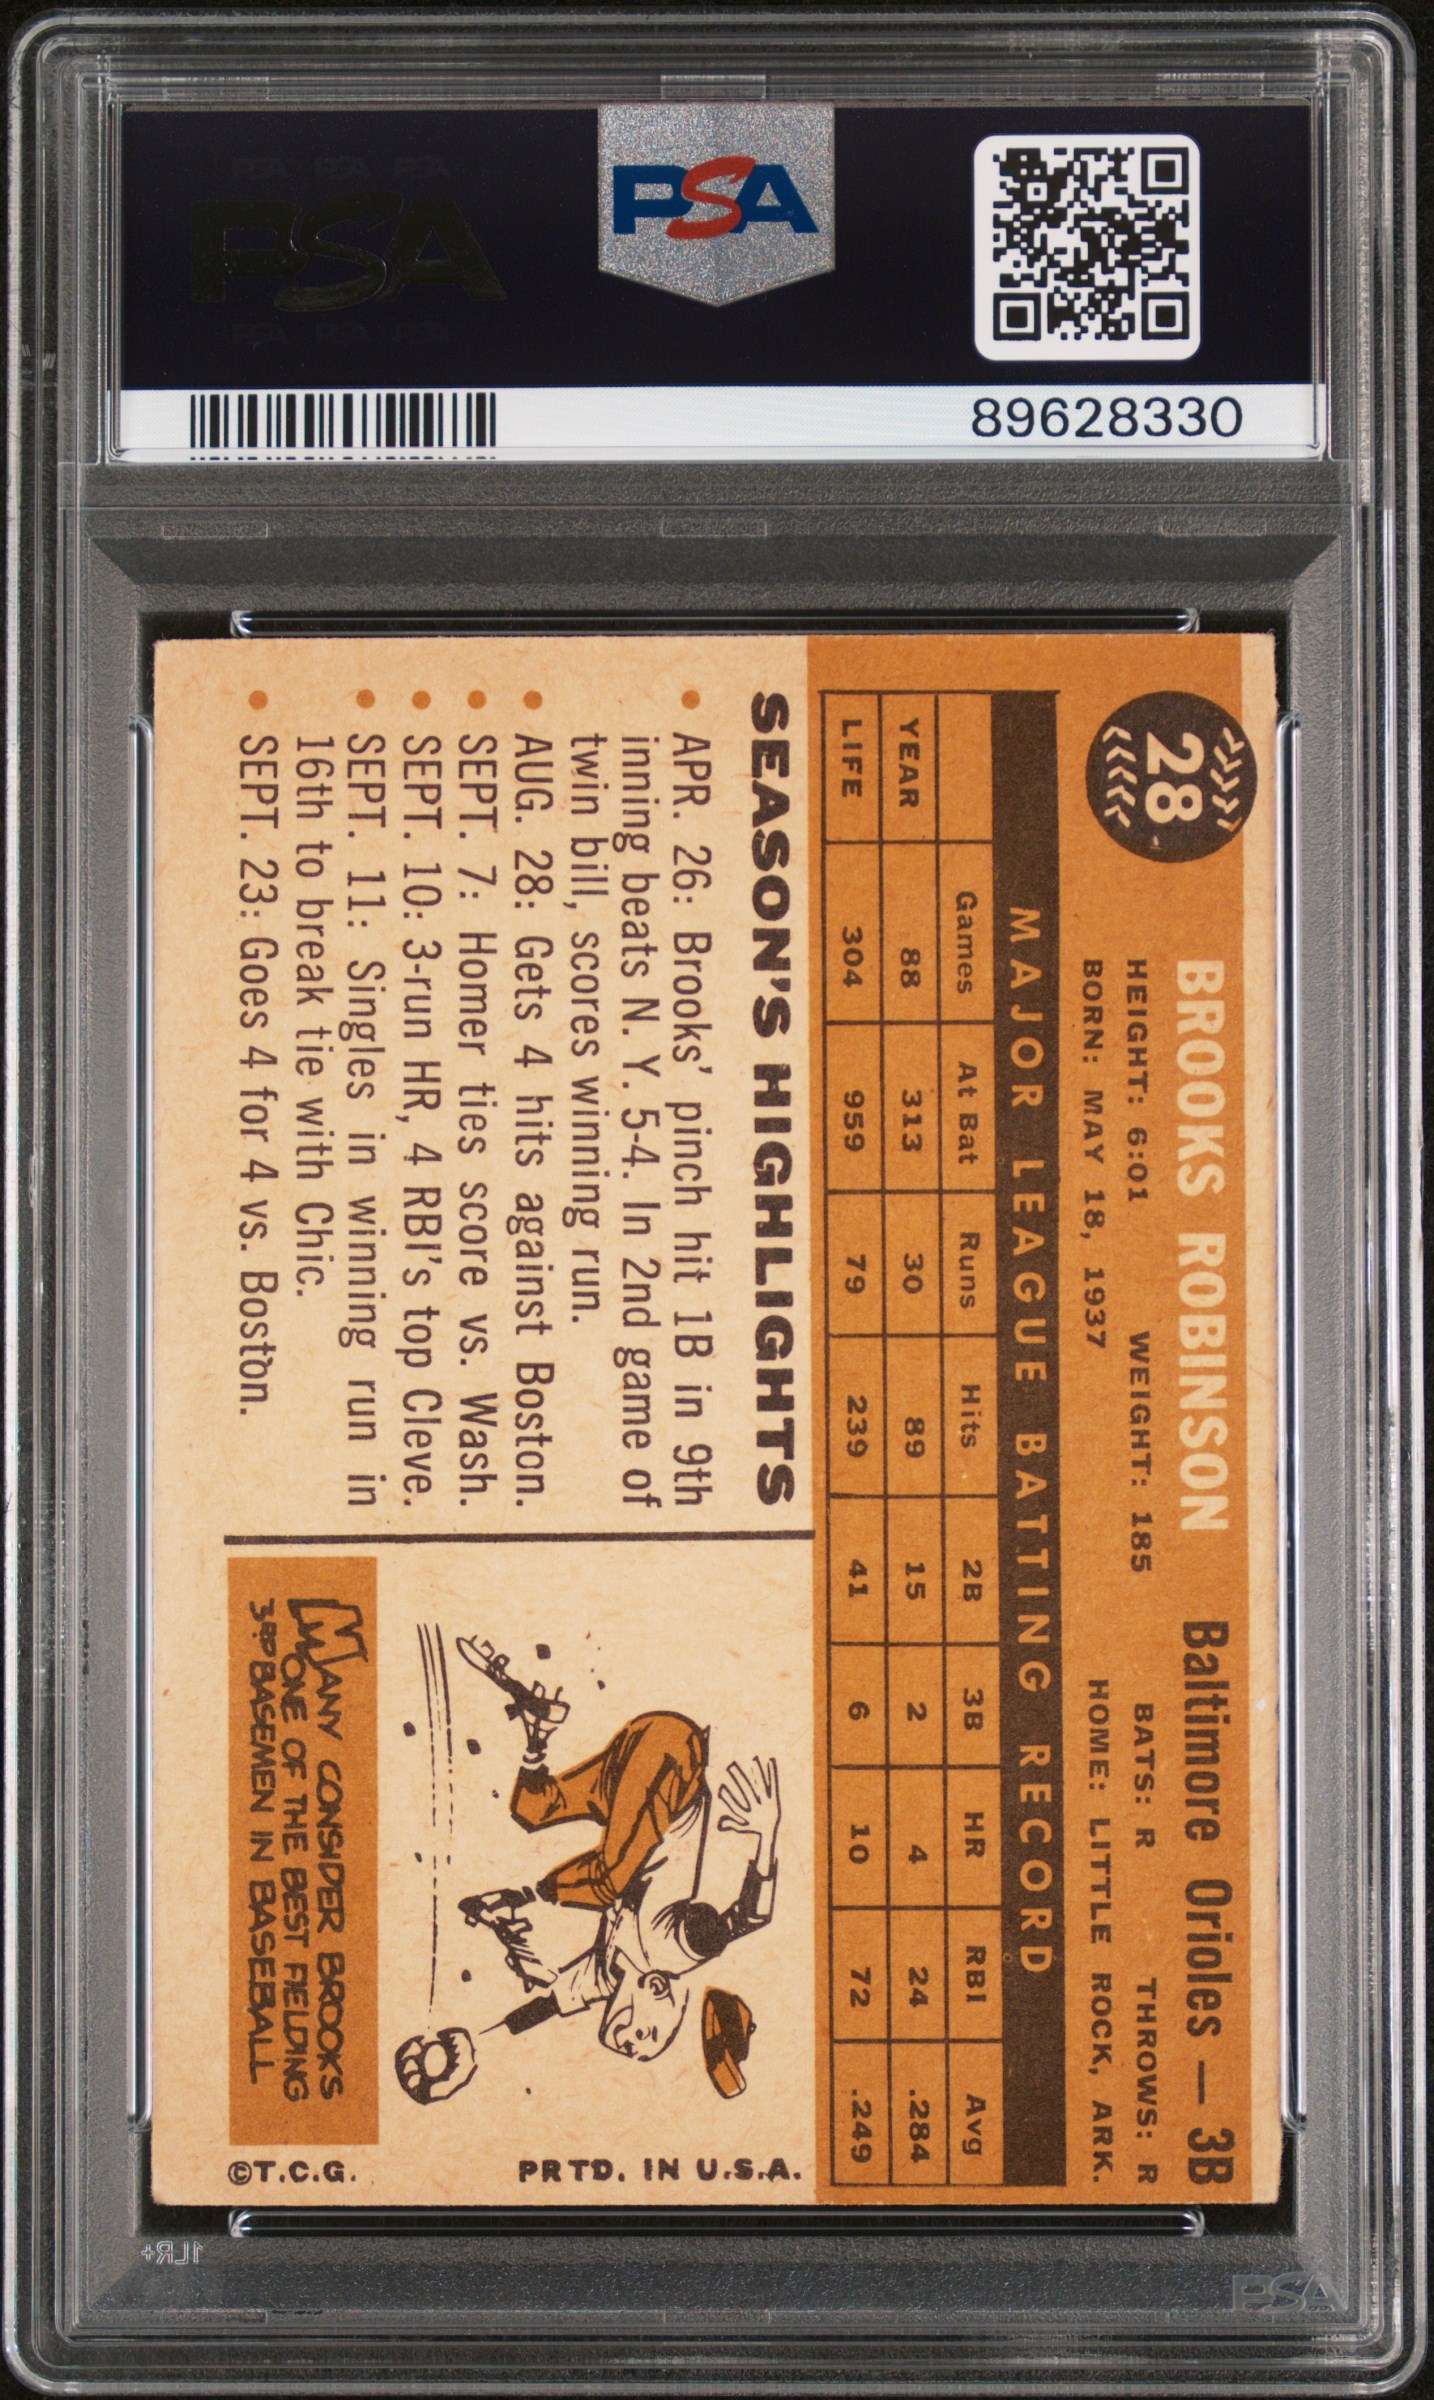 PSA
PSA
89628330
28
BROOKS ROBINSON Baltimore Orioles — 3B
HEIGHT: 6:01 WEIGHT: 185 BATS: R THROWS: R
BORN: MAY 18, 1937 HOME: LITTLE ROCK, ARK.
MAJOR LEAGUE BATTING RECORD
Games At Bat Runs Hits 2B 3B HR RBI Avg
YEAR 88 313 30 89 15 2 4 24 .284
LIFE 304 959 79 239 41 6 10 72 .249
SEASON'S HIGHLIGHTS
• APR. 26: Brooks' pinch hit 1B in 9th
inning beats N. Y. 5-4. In 2nd game of
twin bill, scores winning run.
• AUG. 28: Gets 4 hits against Boston.
• SEPT. 7: Homer ties score vs. Wash.
• SEPT. 10: 3-run HR, 4 RBI's top Cleve.
• SEPT. 11: Singles in winning run in
16th to break tie with Chic.
• SEPT. 23: Goes 4 for 4 vs. Boston.
MANY CONSIDER BROOKS
ONE OF THE BEST FIELDING
3RD BASEMEN IN BASEBALL
©T.C.G. PRTD. IN U.S.A.
1LR+
PSA